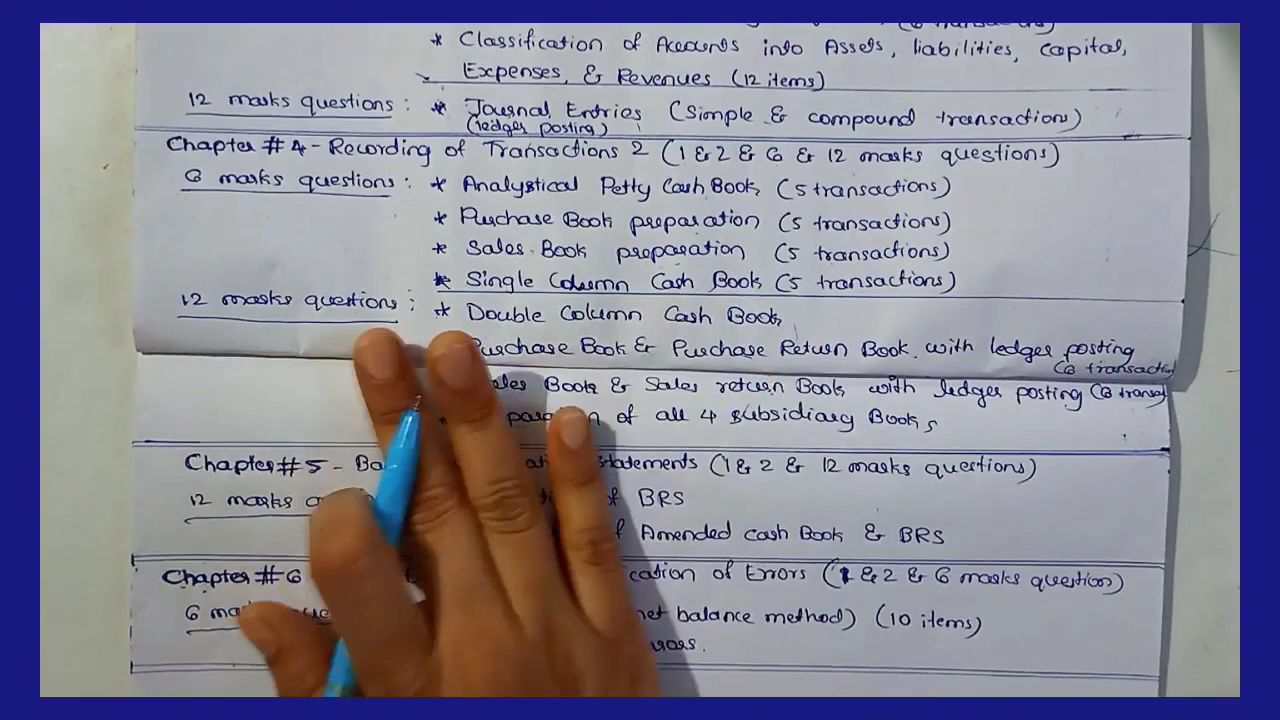 * Classification of Accounts into Assets, liabilities, Capital,
Expenses, & Revenues (12 items)
12 marks questions : * Journal Entries (Simple & compound transaction)
(ledger posting)
Chapter # 4 - Recording of Transactions 2 (1 & 2 & 6 & 12 marks questions)
6 marks questions : * Analystical Petty Cash Book (5 transactions)
* Purchase Book preparation (5 transactions)
* Sales Book preparation (5 transactions)
* Single Column Cash Book (5 transactions)
12 marks questions : * Double Column Cash Book
Purchase Book & Purchase Return Book with ledger posting
Sales Book & Sales return Book with ledger posting
of all 4 subsidiary Books
Chapter # 5 - statements (1 & 2 & 12 marks questions)
12 marks of BRS
Amended cash Book & BRS
Chapter # 6 of Errors (1 & 2 & 6 marks question)
6 net balance method) (10 items)